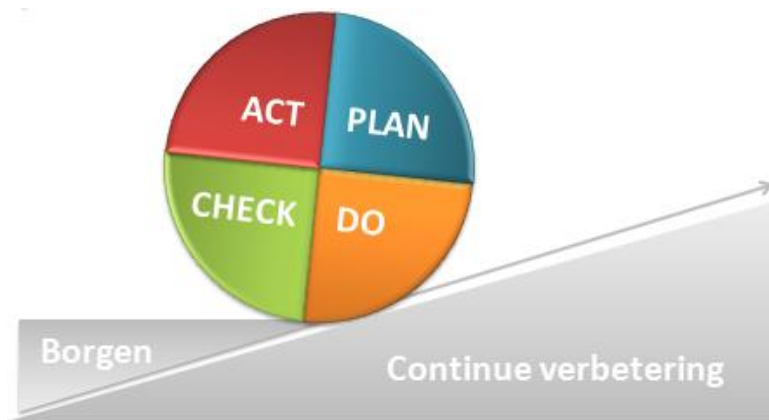 ACT
PLAN
CHECK
DO
Borgen
Continue verbetering